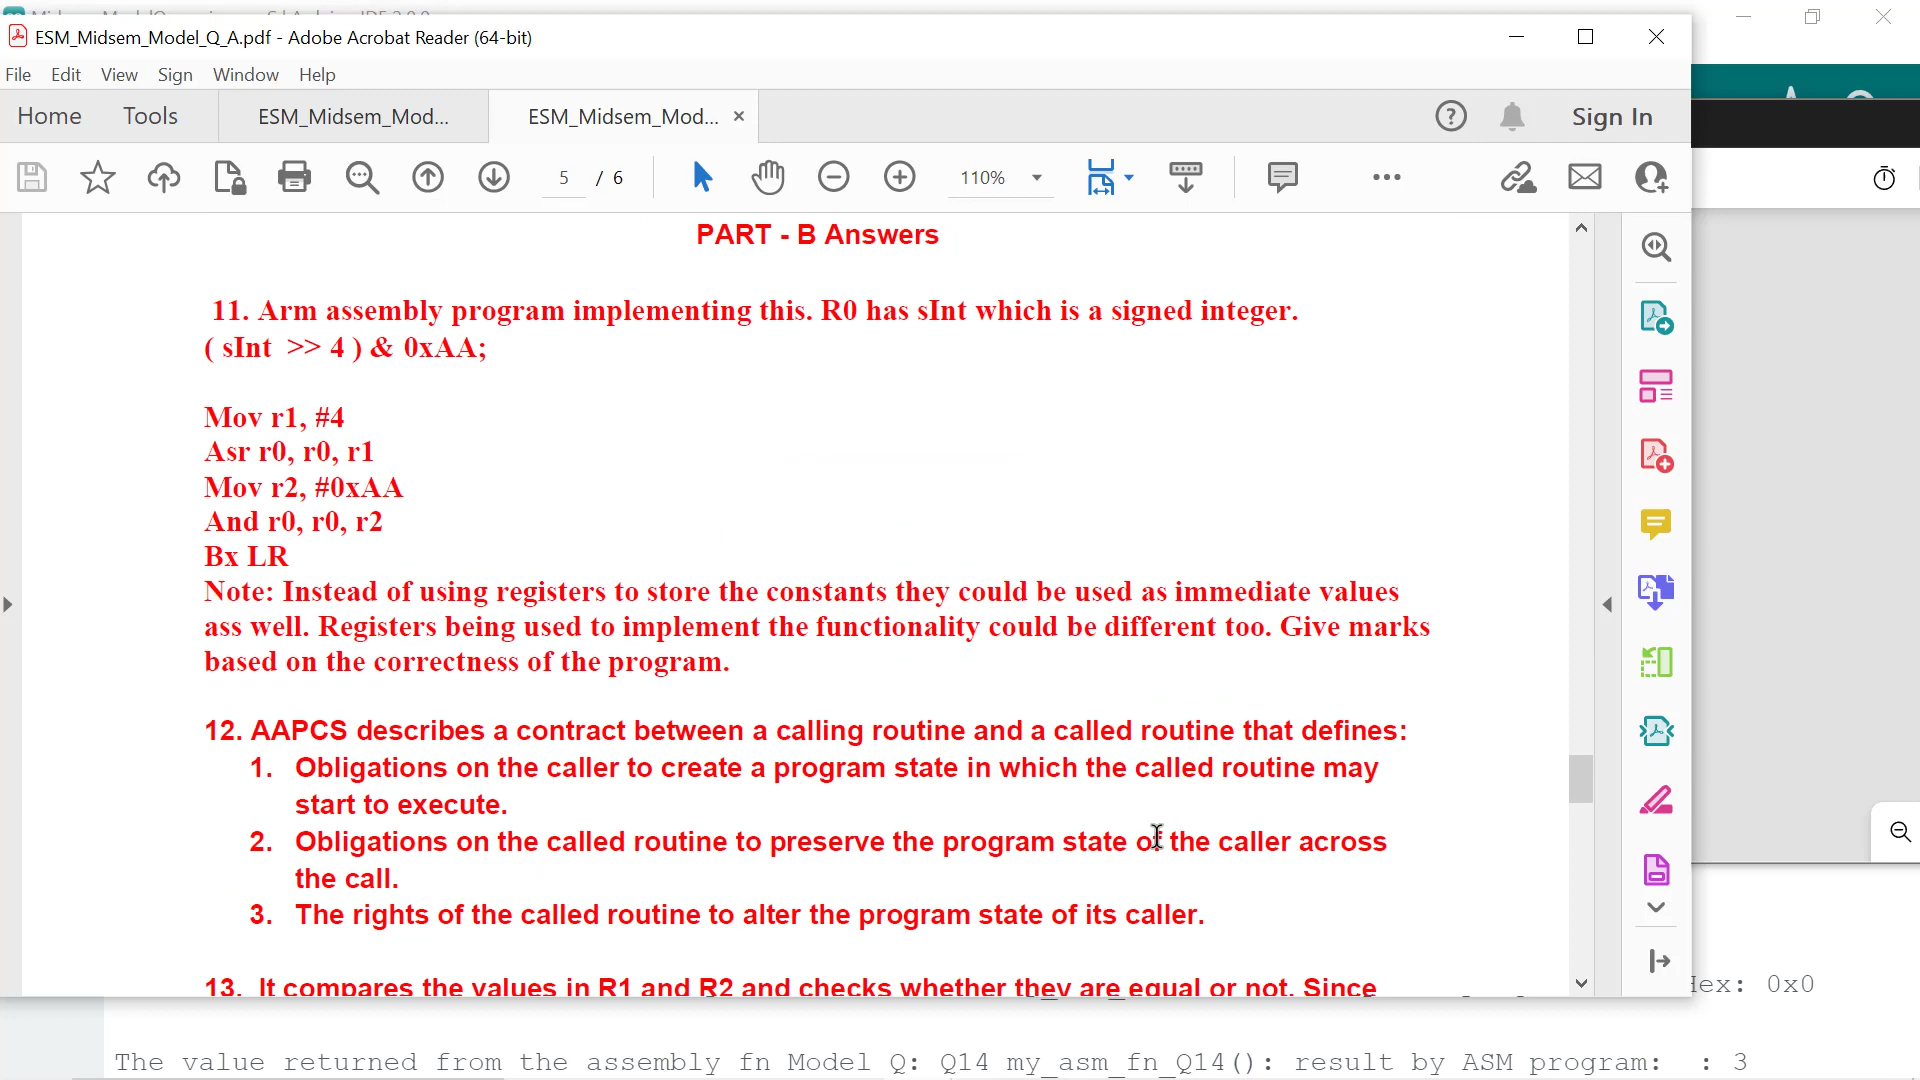 ESM_Midsem_Model_Q_A.pdf - Adobe Acrobat Reader (64-bit)
File Edit View Sign Window Help
Home Tools ESM_Midsem_Mod... ESM_Midsem_Mod... × Sign In
5 / 6 110%
PART - B Answers
11. Arm assembly program implementing this. R0 has sInt which is a signed integer.
( sInt >> 4 ) & 0xAA;
Mov r1, #4
Asr r0, r0, r1
Mov r2, #0xAA
And r0, r0, r2
Bx LR
Note: Instead of using registers to store the constants they could be used as immediate values
ass well. Registers being used to implement the functionality could be different too. Give marks
based on the correctness of the program.
12. AAPCS describes a contract between a calling routine and a called routine that defines:
1. Obligations on the caller to create a program state in which the called routine may
start to execute.
2. Obligations on the called routine to preserve the program state of the caller across
the call.
3. The rights of the called routine to alter the program state of its caller.
13. It compares the values in R1 and R2 and checks whether they are equal or not. Since
Hex: 0x0
The value returned from the assembly fn Model Q: Q14 my_asm_fn_Q14(): result by ASM program: : 3